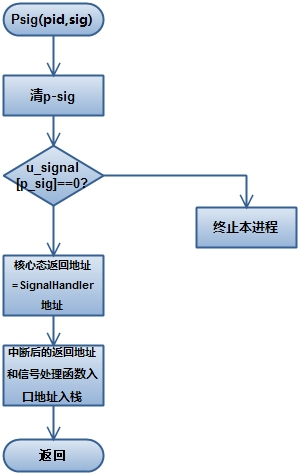 Psig(pid,sig)
清p-sig
u_signal
[p_sig]==0?
终止本进程
核心态返回地址
=SignalHandler
地址
中断后的返回地址
和信号处理函数入
口地址入栈
返回